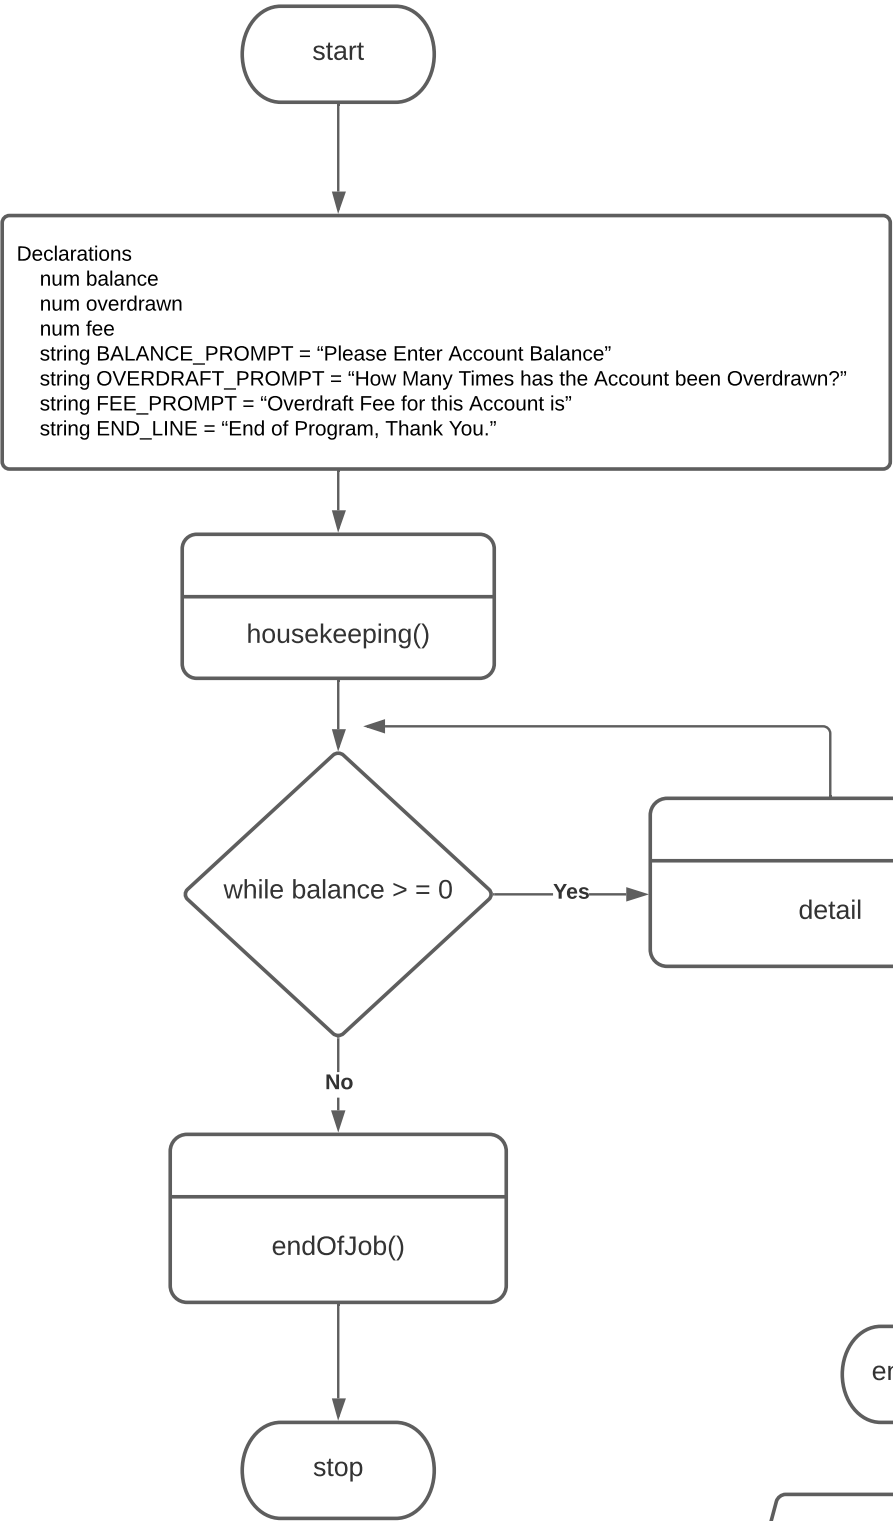 start
Declarations
num balance
num overdrawn
num fee
string BALANCE_PROMPT = “Please Enter Account Balance”
string OVERDRAFT_PROMPT = “How Many Times has the Account been Overdrawn?”
string FEE_PROMPT = “Overdraft Fee for this Account is”
string END_LINE = “End of Program, Thank You.”
housekeeping()
while balance > = 0
Yes
detail
No
endOfJob()
stop